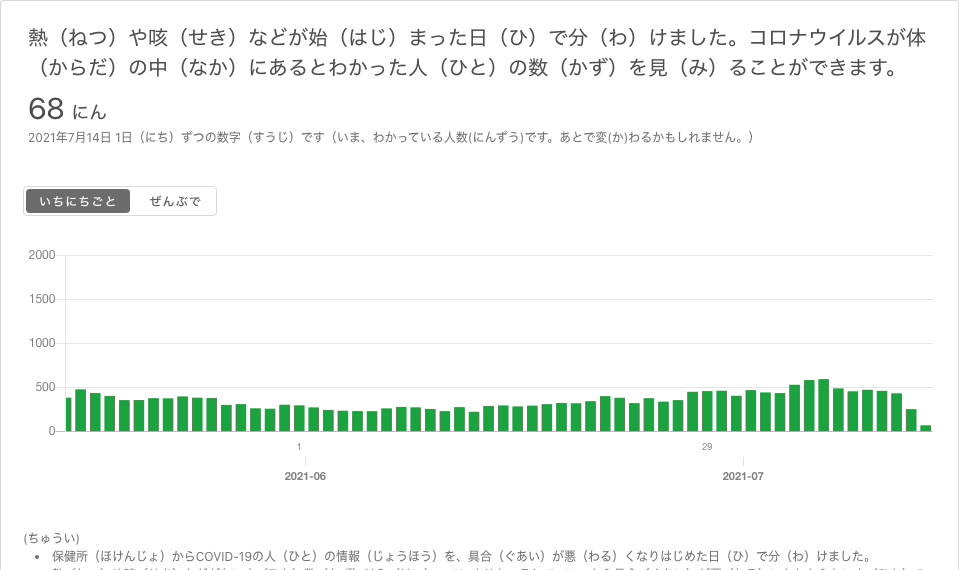 熱（ねつ）や咳（せき）などが始（はじ）まった日（ひ）で分（わ）けました。コロナウイルスが体
（からだ）の中（なか）にあるとわかった人（ひと）の数（かず）を見（み）ることができます。
68 にん
2021年7月14日 1日（にち）ずつの数字（すうじ）です（いま、わかっている人数(にんずう)です。あとで変(か)わるかもしれません。）
いちにちごと ぜんぶで
2000
1500
1000
500
0
1 29
2021-06 2021-07
(ちゅうい)
• 保健所（ほけんじょ）からCOVID-19の人（ひと）の情報（じょうほう）を、具合（ぐあい）が悪（わる）くなりはじめた日（ひ）で分（わ）けました。